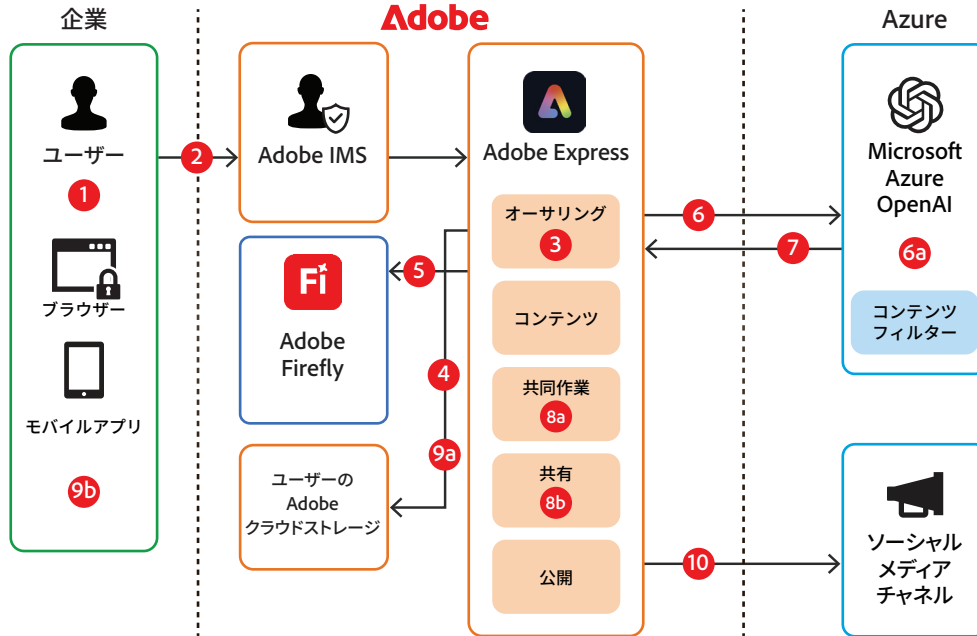 企業
Adobe
Azure
ユーザー
1
ブラウザー
モバイルアプリ
9b
2
Adobe IMS
Fi
Adobe
Firefly
5
4
9a
ユーザーの
Adobe
クラウドストレージ
Adobe Express
オーサリング
3
コンテンツ
共同作業
8a
共有
8b
公開
6
7
10
Microsoft
Azure
OpenAI
6a
コンテンツ
フィルター
ソーシャル
メディア
チャネル